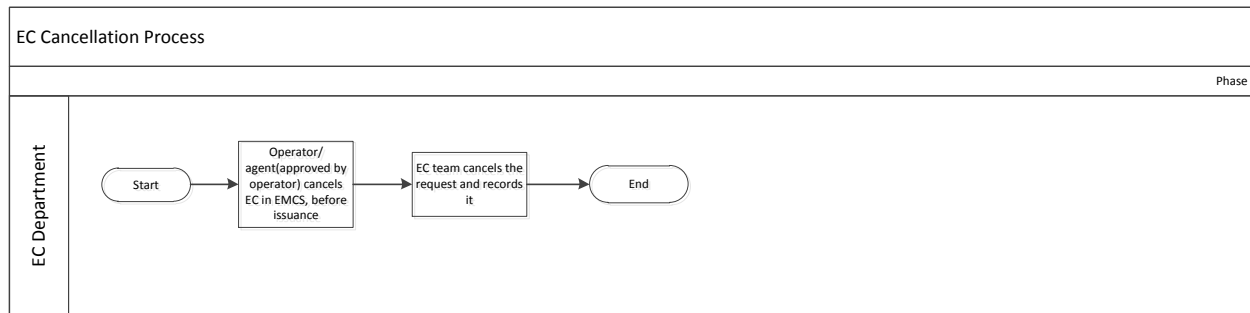 EC Cancellation Process
Phase
EC Department
Start
Operator/
agent(approved by
operator) cancels
EC in EMCS, before
issuance
EC team cancels the
request and records
it
End